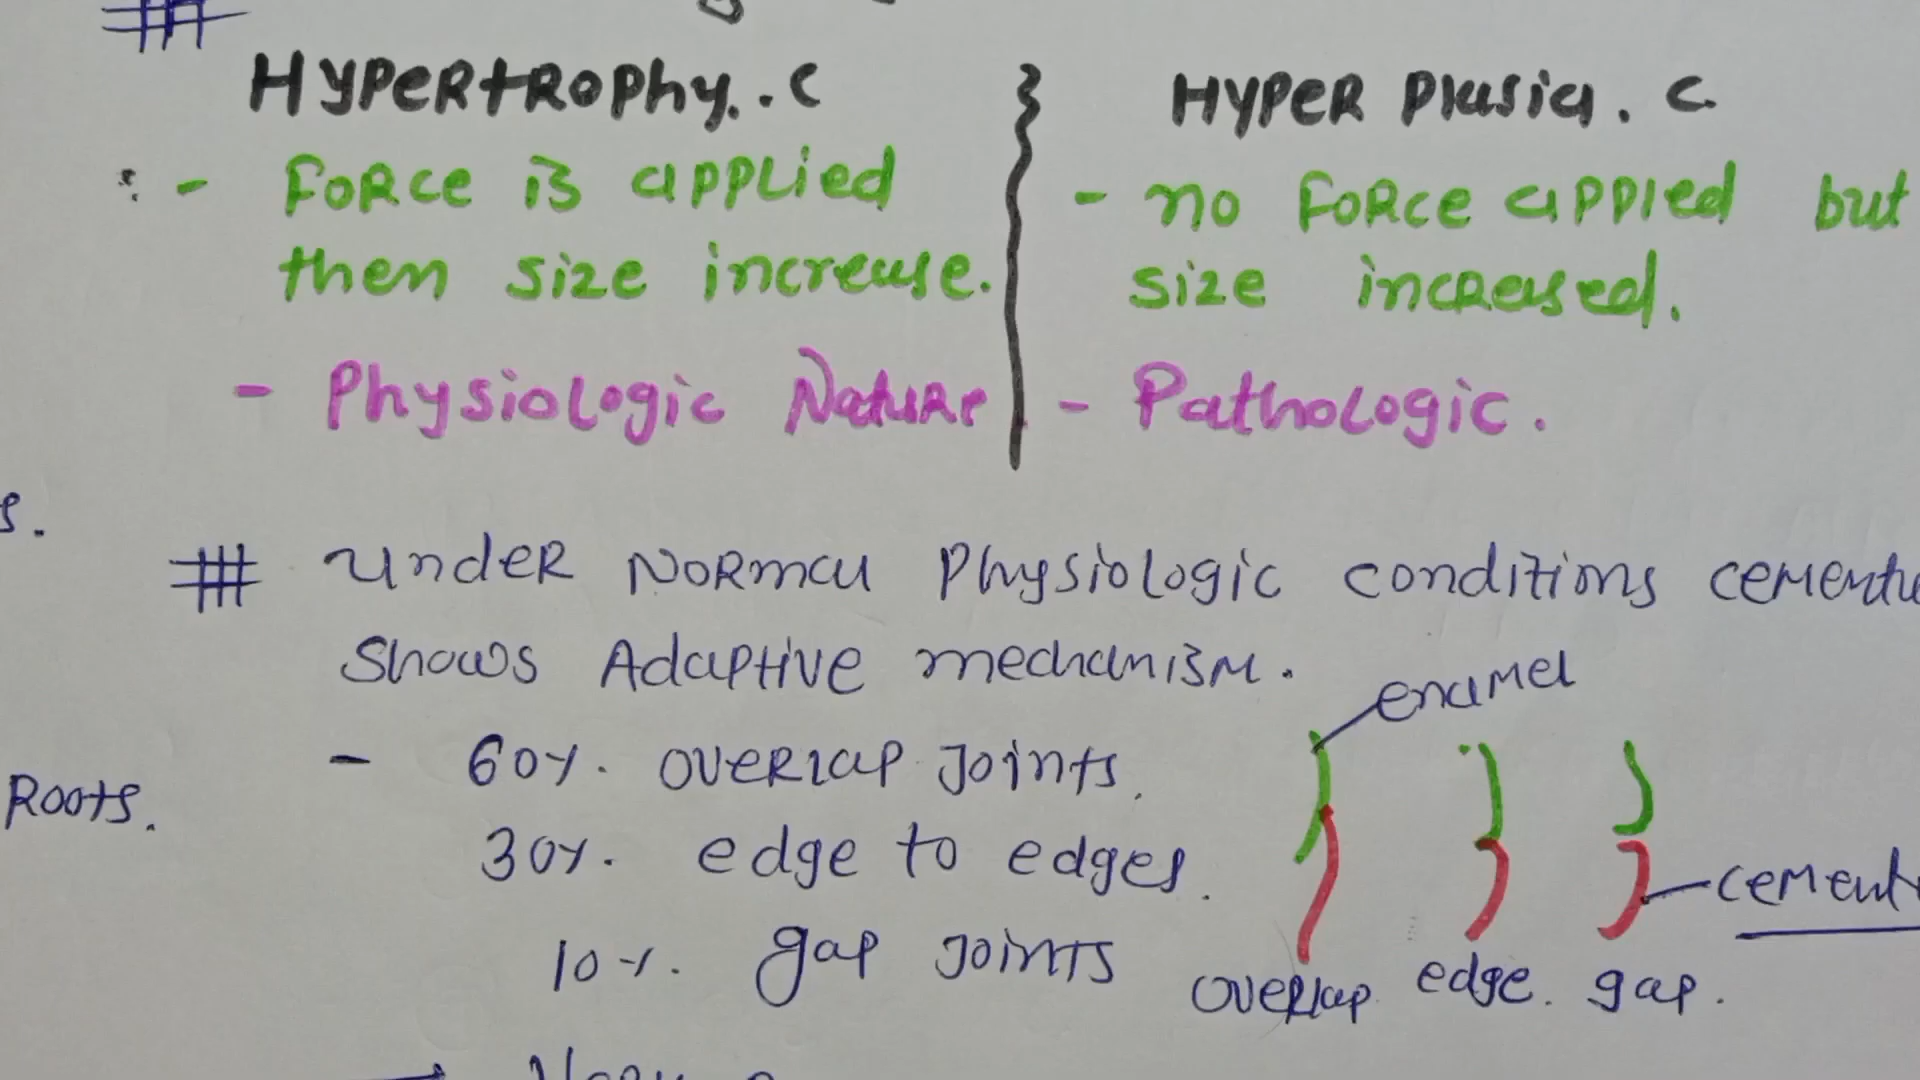 Hypertrophy. c
Hyper plasia. c
- Force is applied
then size increase.
- Physiologic Nature
- no force applied but
size increased.
- Pathologic.
s.
# Under Normal Physiologic conditions
shows Adaptive mechanism.
enamel
- 60%. overlap Joints.
30%. edge to edges.
10%. gap Joints
Roots.
overlap edge. gap.